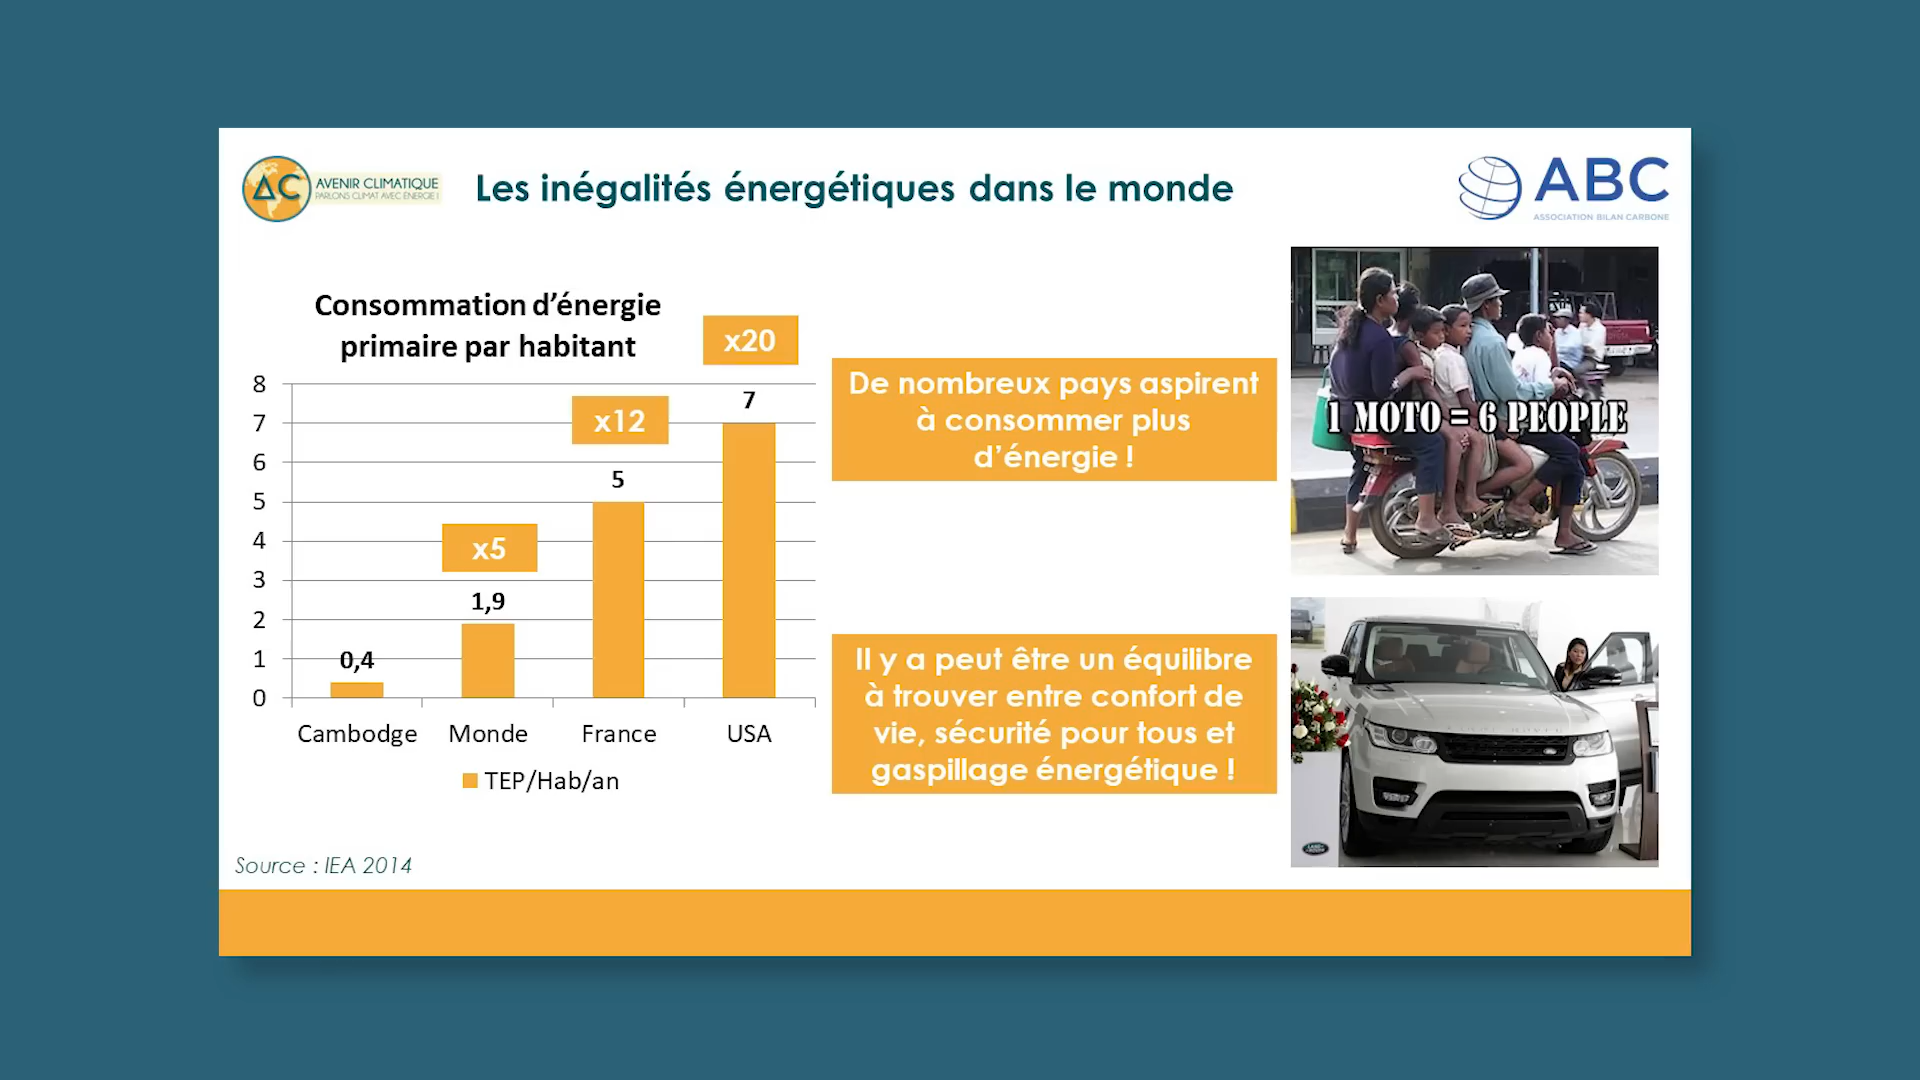 AC
AVENIR CLIMATIQUE
PARLONS CLIMAT AVEC ÉNERGIE !
Les inégalités énergétiques dans le monde
ABC
ASSOCIATION BILAN CARBONE
Consommation d'énergie
primaire par habitant
8
7
6
5
4
3
2
1
0
0,4
x5
1,9
x12
5
x20
7
Cambodge
Monde
France
USA
TEP/Hab/an
De nombreux pays aspirent
à consommer plus
d'énergie !
Il y a peut être un équilibre
à trouver entre confort de
vie, sécurité pour tous et
gaspillage énergétique !
1 MOTO = 6 PEOPLE
Source : IEA 2014